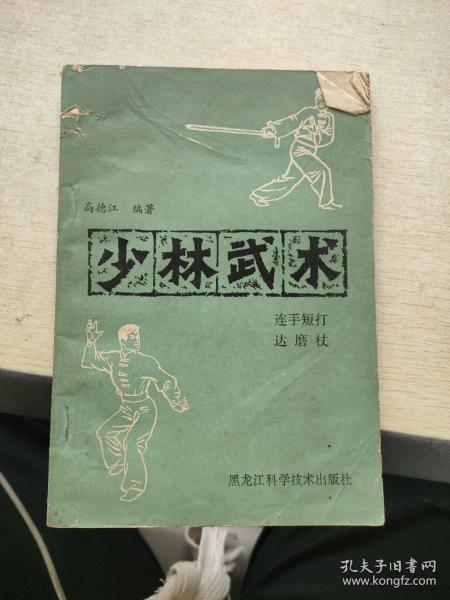 高德江 编著
少林武术
连手短打
达磨杖
黑龙江科学技术出版社
孔夫子旧书网
www.kongfz.com